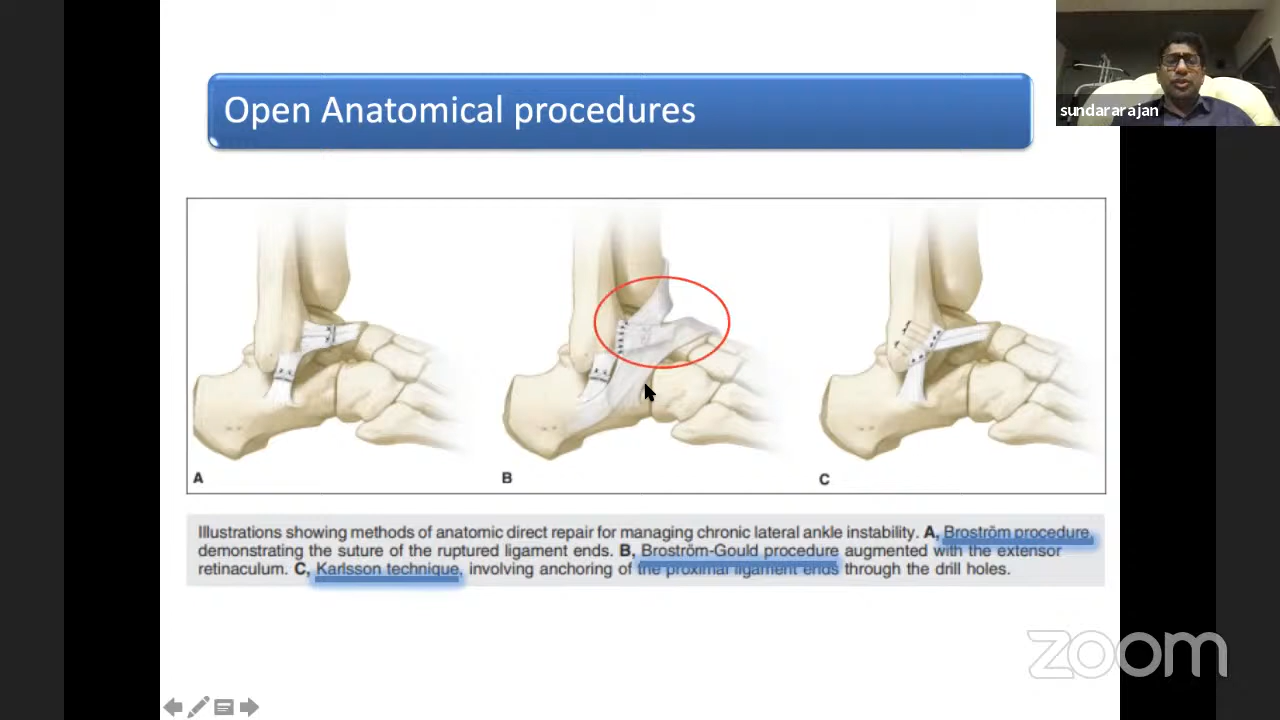 Open Anatomical procedures
sundararajan
A
B
C
Illustrations showing methods of anatomic direct repair for managing chronic lateral ankle instability. A, Broström procedure,
demonstrating the suture of the ruptured ligament ends. B, Broström-Gould procedure augmented with the extensor
retinaculum. C, Karlsson technique, involving anchoring of the proximal ligament ends through the drill holes.
zoom